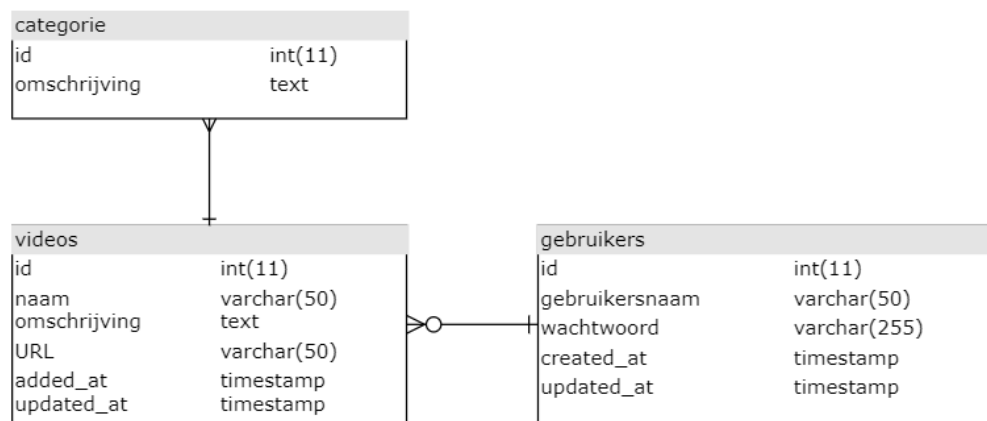 categorie
id int(11)
omschrijving text
videos
id int(11)
naam varchar(50)
omschrijving text
URL varchar(50)
added_at timestamp
updated_at timestamp
gebruikers
id int(11)
gebruikersnaam varchar(50)
wachtwoord varchar(255)
created_at timestamp
updated_at timestamp